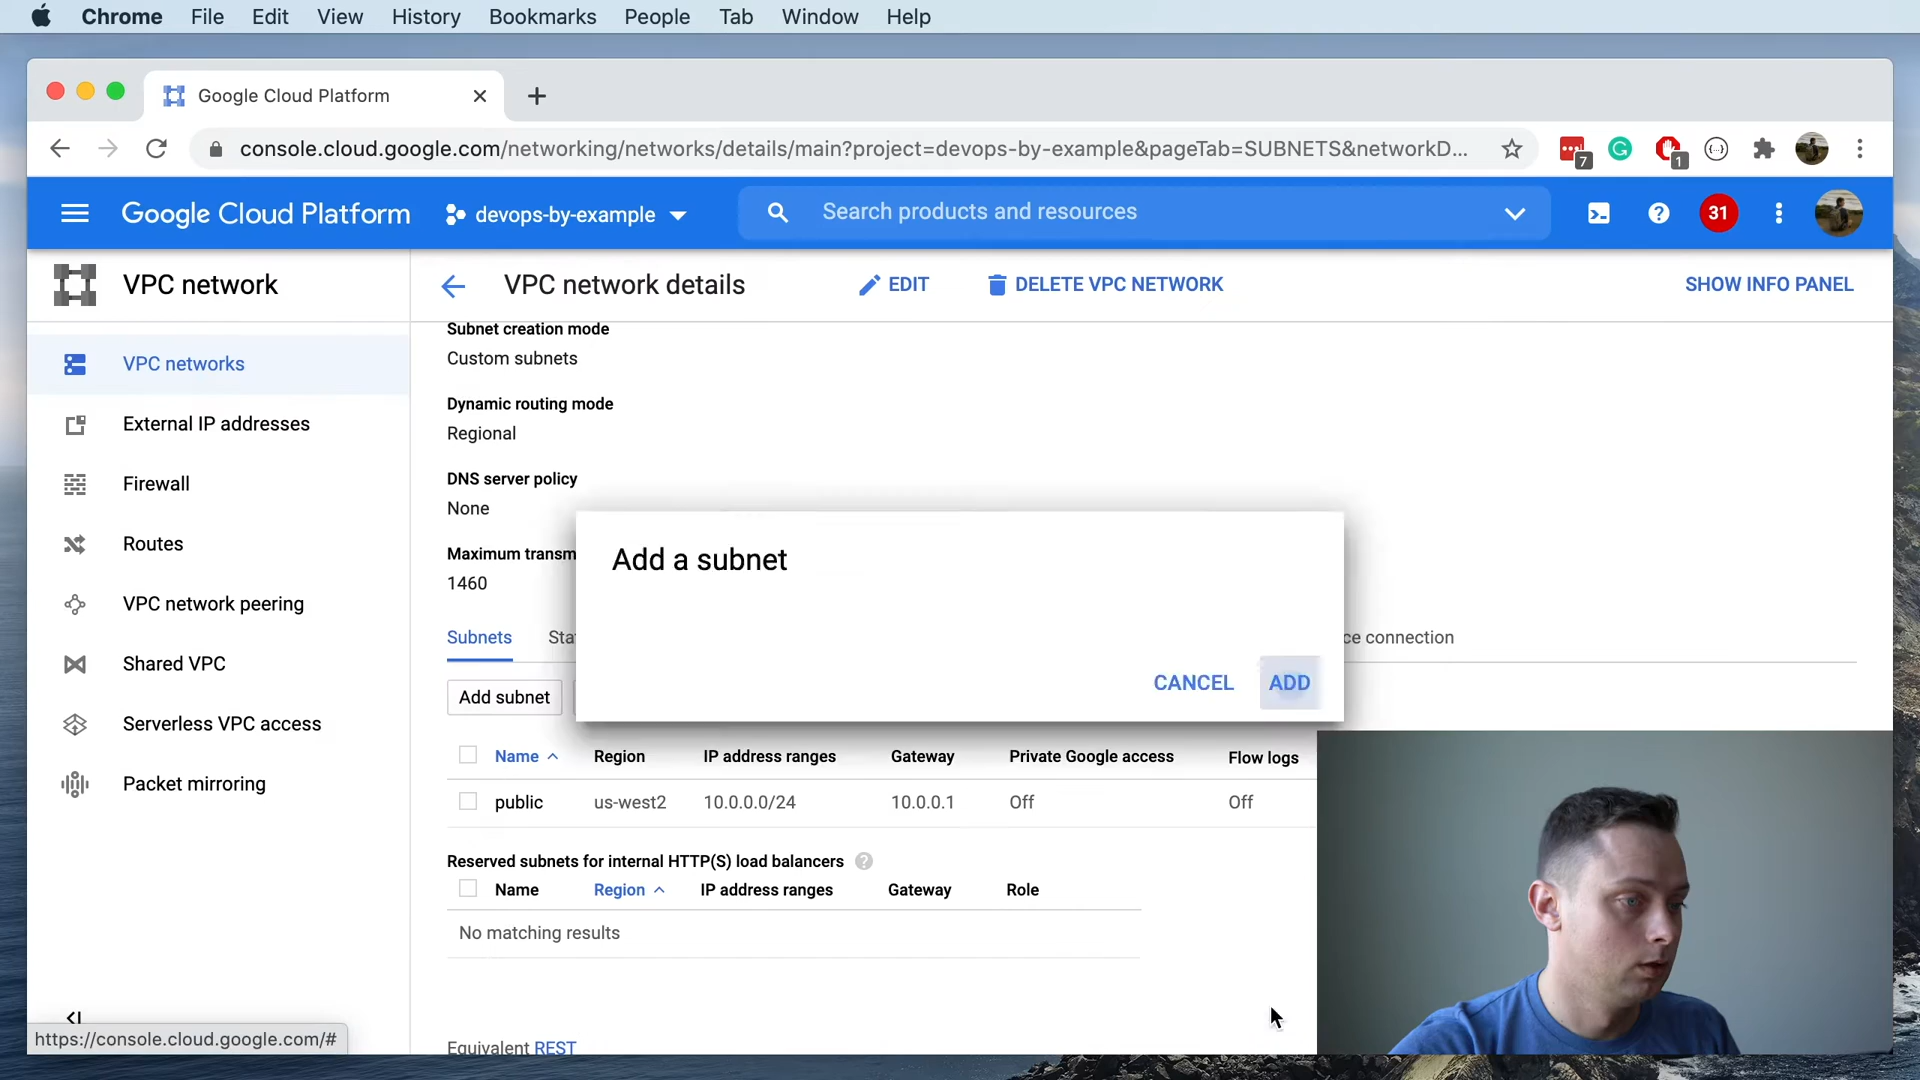 Chrome File Edit View History Bookmarks People Tab Window Help
Google Cloud Platform
console.cloud.google.com/networking/networks/details/main?project=devops-by-example&pageTab=SUBNETS&networkD...
7
1
Google Cloud Platform
devops-by-example
Search products and resources
31
VPC network
VPC network details
EDIT
DELETE VPC NETWORK
SHOW INFO PANEL
VPC networks
External IP addresses
Firewall
Routes
VPC network peering
Shared VPC
Serverless VPC access
Packet mirroring
Subnet creation mode
Custom subnets
Dynamic routing mode
Regional
DNS server policy
None
Maximum transm
1460
Add a subnet
CANCEL ADD
Subnets Sta ce connection
Add subnet
Name Region IP address ranges Gateway Private Google access Flow logs
public us-west2 10.0.0.0/24 10.0.0.1 Off Off
Reserved subnets for internal HTTP(S) load balancers
Name Region IP address ranges Gateway Role
No matching results
Equivalent REST
https://console.cloud.google.com/#